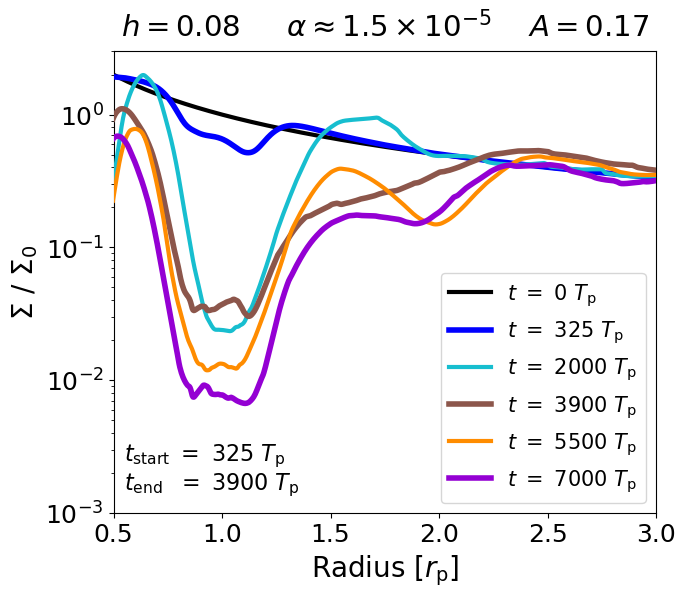 h = 0.08 α ≈ 1.5 × 10⁻⁵ A = 0.17
10⁰
10⁻¹
10⁻²
10⁻³
Σ / Σ₀
t = 0 Tₚ
t = 325 Tₚ
t = 2000 Tₚ
t = 3900 Tₚ
t = 5500 Tₚ
t = 7000 Tₚ
t_start = 325 Tₚ
t_end = 3900 Tₚ
0.5 1.0 1.5 2.0 2.5 3.0
Radius [rₚ]